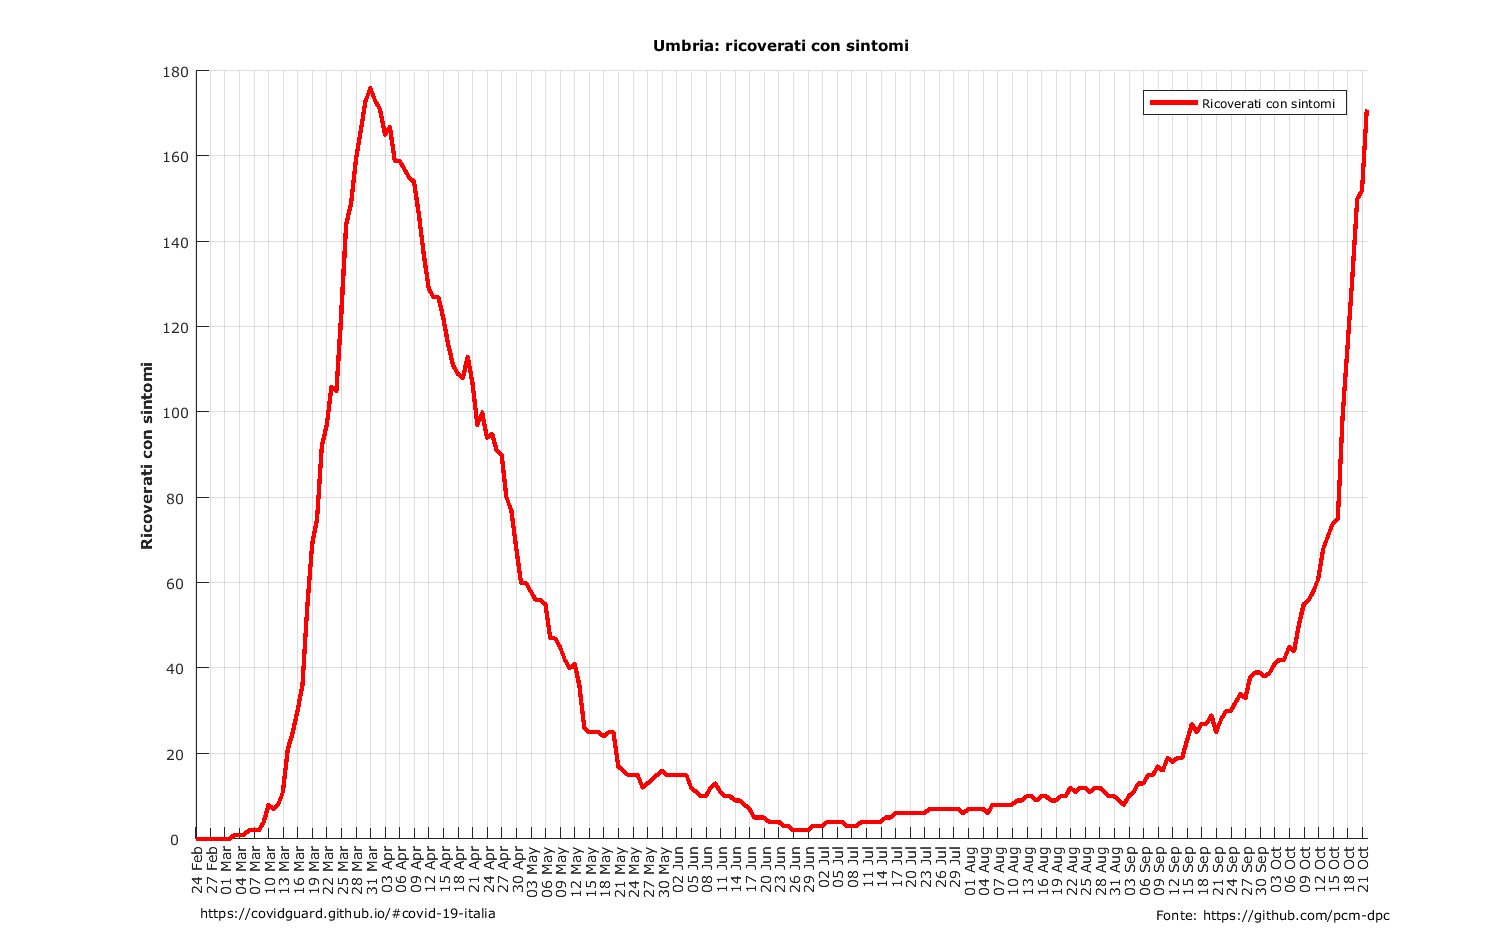 Umbria: ricoverati con sintomi
Ricoverati con sintomi
Ricoverati con sintomi
180
160
140
120
100
80
60
40
20
0
24 Feb
27 Feb
01 Mar
04 Mar
07 Mar
10 Mar
13 Mar
16 Mar
19 Mar
22 Mar
25 Mar
28 Mar
31 Mar
03 Apr
06 Apr
09 Apr
12 Apr
15 Apr
18 Apr
21 Apr
24 Apr
27 Apr
30 Apr
03 May
06 May
09 May
12 May
15 May
18 May
21 May
24 May
27 May
30 May
02 Jun
05 Jun
08 Jun
11 Jun
14 Jun
17 Jun
20 Jun
23 Jun
26 Jun
29 Jun
02 Jul
05 Jul
08 Jul
11 Jul
14 Jul
17 Jul
20 Jul
23 Jul
26 Jul
29 Jul
01 Aug
04 Aug
07 Aug
10 Aug
13 Aug
16 Aug
19 Aug
22 Aug
25 Aug
28 Aug
31 Aug
03 Sep
06 Sep
09 Sep
12 Sep
15 Sep
18 Sep
21 Sep
24 Sep
27 Sep
30 Sep
03 Oct
06 Oct
09 Oct
12 Oct
15 Oct
18 Oct
21 Oct
https://covidguard.github.io/#covid-19-italia
Fonte: https://github.com/pcm-dpc